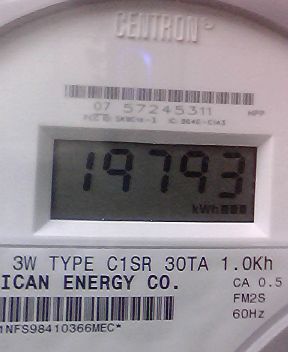 CENTRON®
07 57245311 HPP
19793
kWh
3W TYPE C1SR 30TA 1.0Kh
ICAN ENERGY CO. CA 0.5
FM2S
60Hz
1NFS98410366MEC*